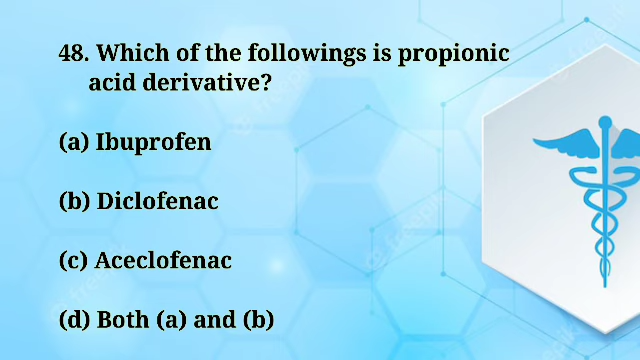 48. Which of the followings is propionic
acid derivative?
(a) Ibuprofen
(b) Diclofenac
(c) Aceclofenac
(d) Both (a) and (b)